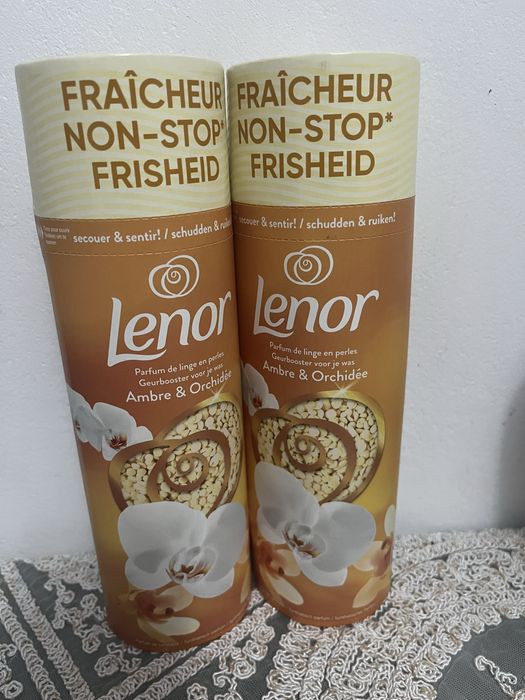 FRAÎCHEUR
NON-STOP*
FRISHEID
secouer & sentir! / schudden & ruiken!
Lenor
Parfum de linge en perles
Geurbooster voor je was
Ambre & Orchidée
FRAÎCHEUR
NON-STOP*
FRISHEID
secouer & sentir! / schudden & ruiken!
Lenor
Parfum de linge en perles
Geurbooster voor je was
Ambre & Orchidée